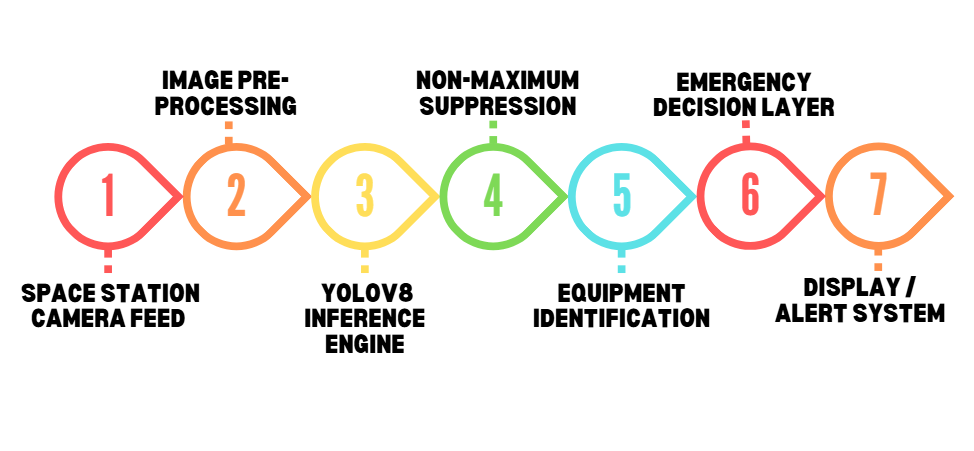 IMAGE PRE-
PROCESSING
NON-MAXIMUM
SUPPRESSION
EMERGENCY
DECISION LAYER
1
2
3
4
5
6
7
SPACE STATION
CAMERA FEED
YOLOV8
INFERENCE
ENGINE
EQUIPMENT
IDENTIFICATION
DISPLAY /
ALERT SYSTEM